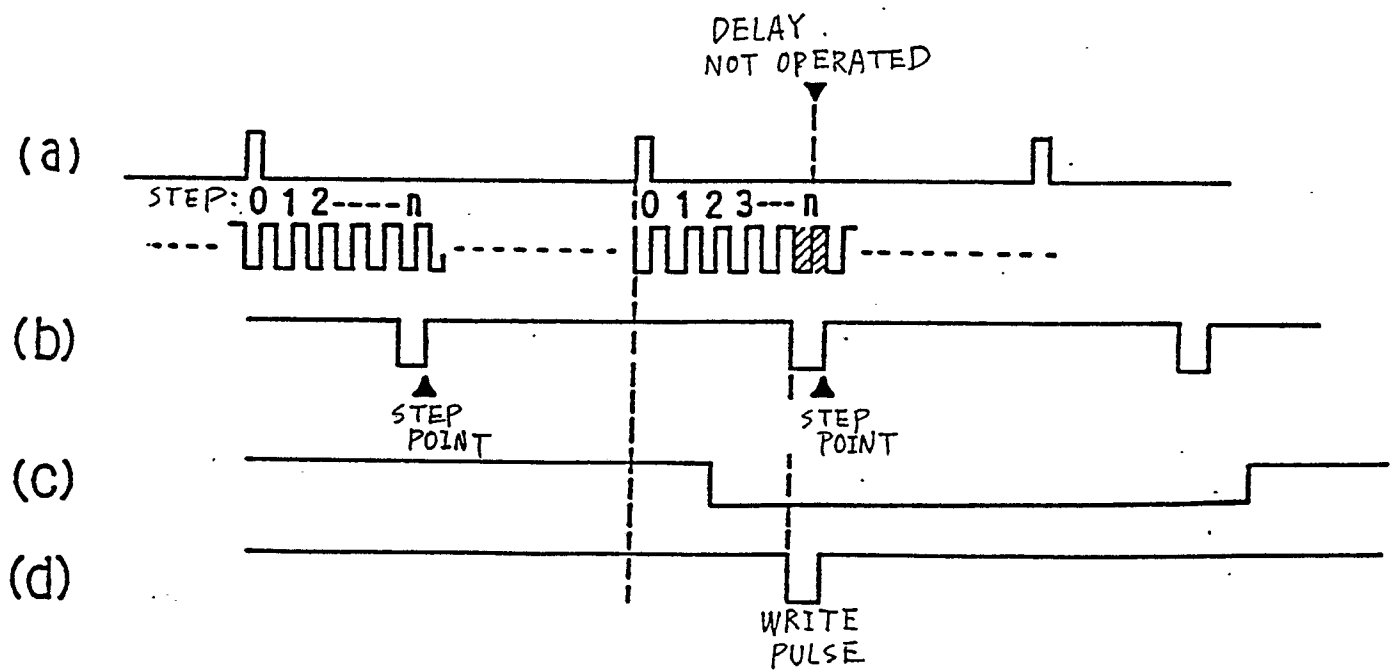 DELAY
NOT OPERATED
(a)
STEP: 0 1 2----n
0 1 2 3---n
(b)
STEP
POINT
STEP
POINT
(c)
(d)
WRITE
PULSE